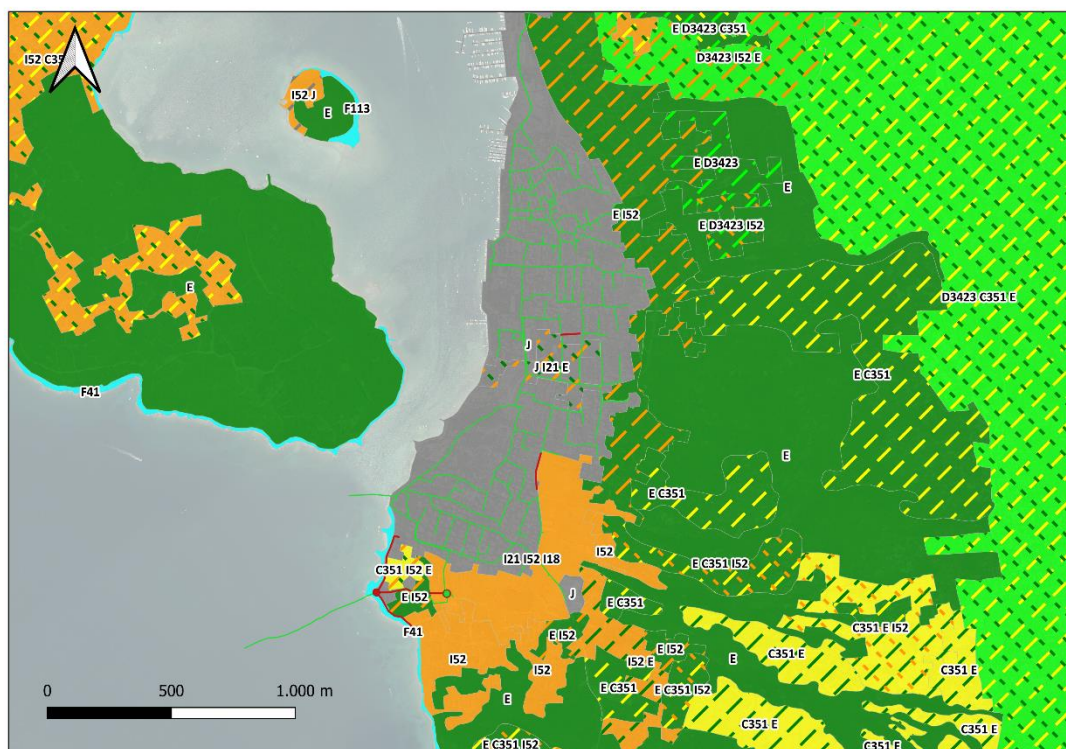 E D3423 C351
D3423 I52 E
I52 C35
I52 J
F113
E
E D3423
E
E I52
E D3423 I52
E
D3423 C351 E
J
J I21 E
E C351
F41
E
E C351
I21 I52 I18
I52
E C351 I52
C351 I52 E
E I52
J
E C351
F41
E I52
C351 E I52
E I52
C351 E
I52
I52
I52 E
E
C351 E
E
E C351
E C351 I52
C351 E
E C351 I52
C351 E
0 500 1.000 m